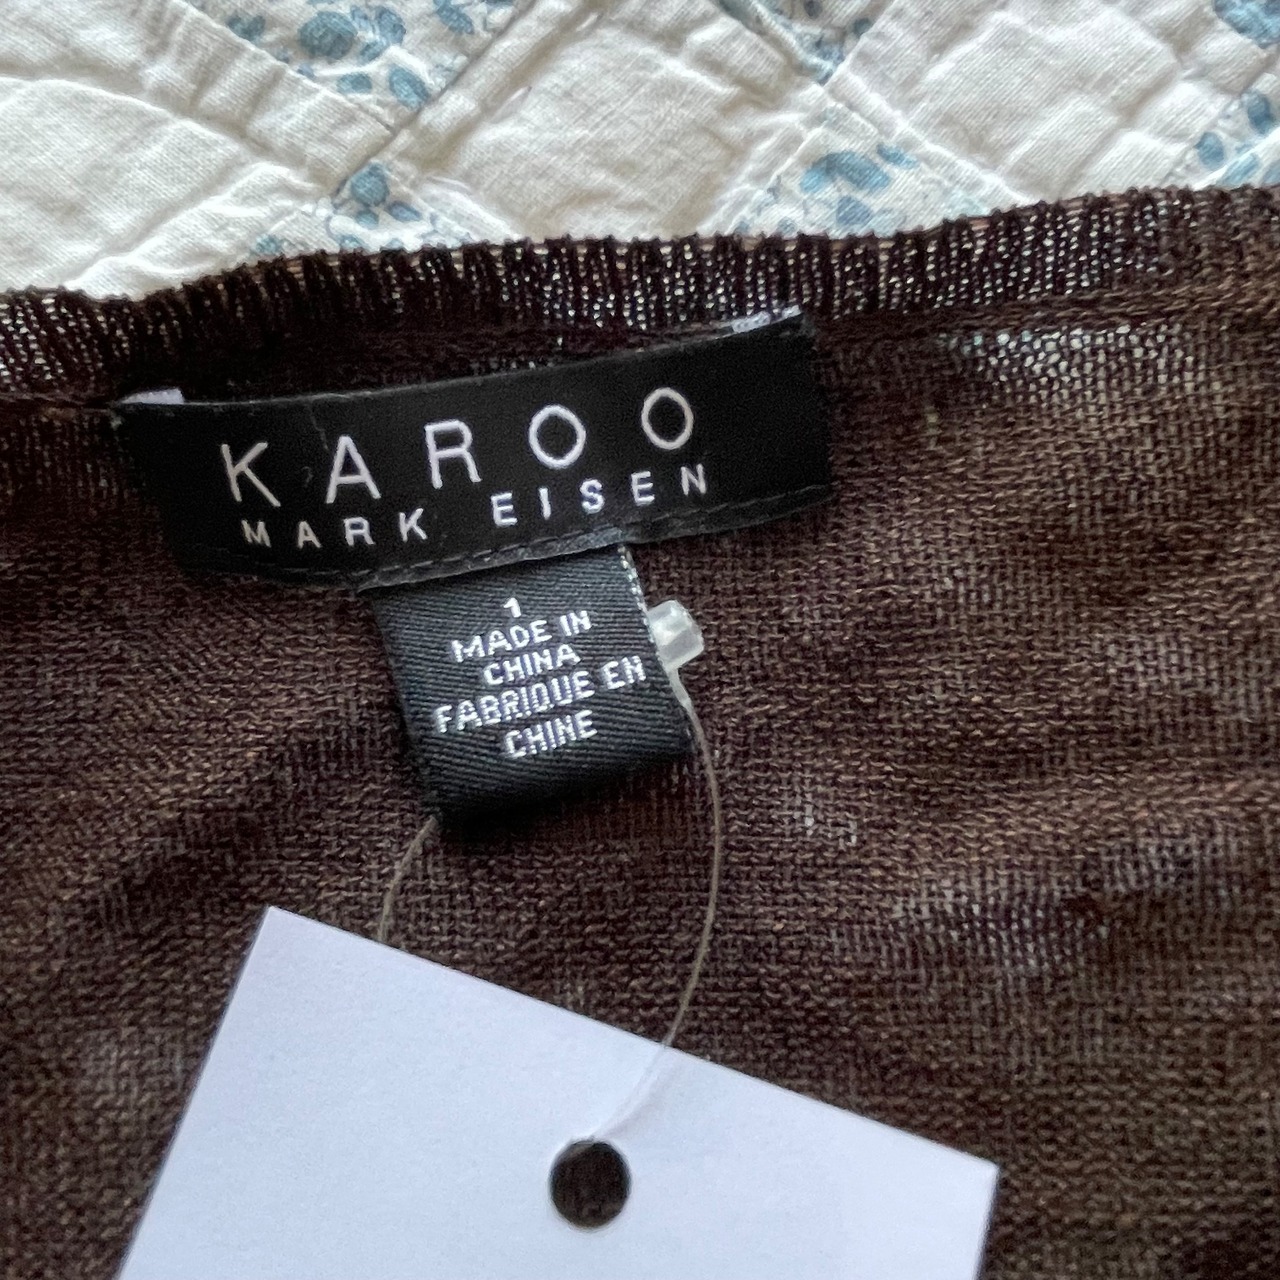 KAROO
MARK EISEN
1
MADE IN
CHINA
FABRIQUE EN
CHINE